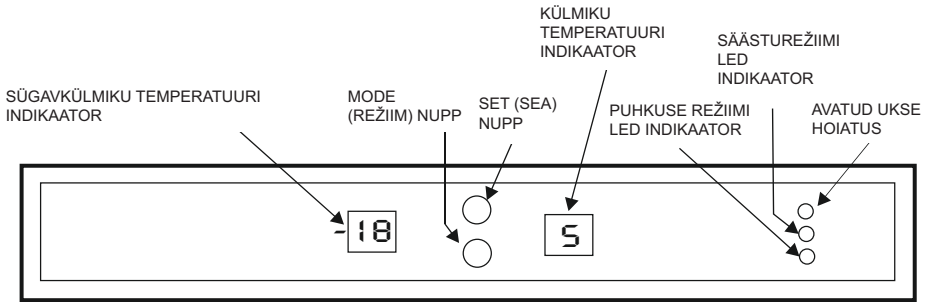 SÜGAVKÜLMIKU TEMPERATUURI
INDIKAATOR
MODE
(REŽIIM) NUPP
SET (SEA)
NUPP
KÜLMIKU
TEMPERATUURI
INDIKAATOR
PUHKUSE REŽIIMI
LED INDIKAATOR
SÄÄSTUREŽIIMI
LED
INDIKAATOR
AVATUD UKSE
HOIATUS
-18
5